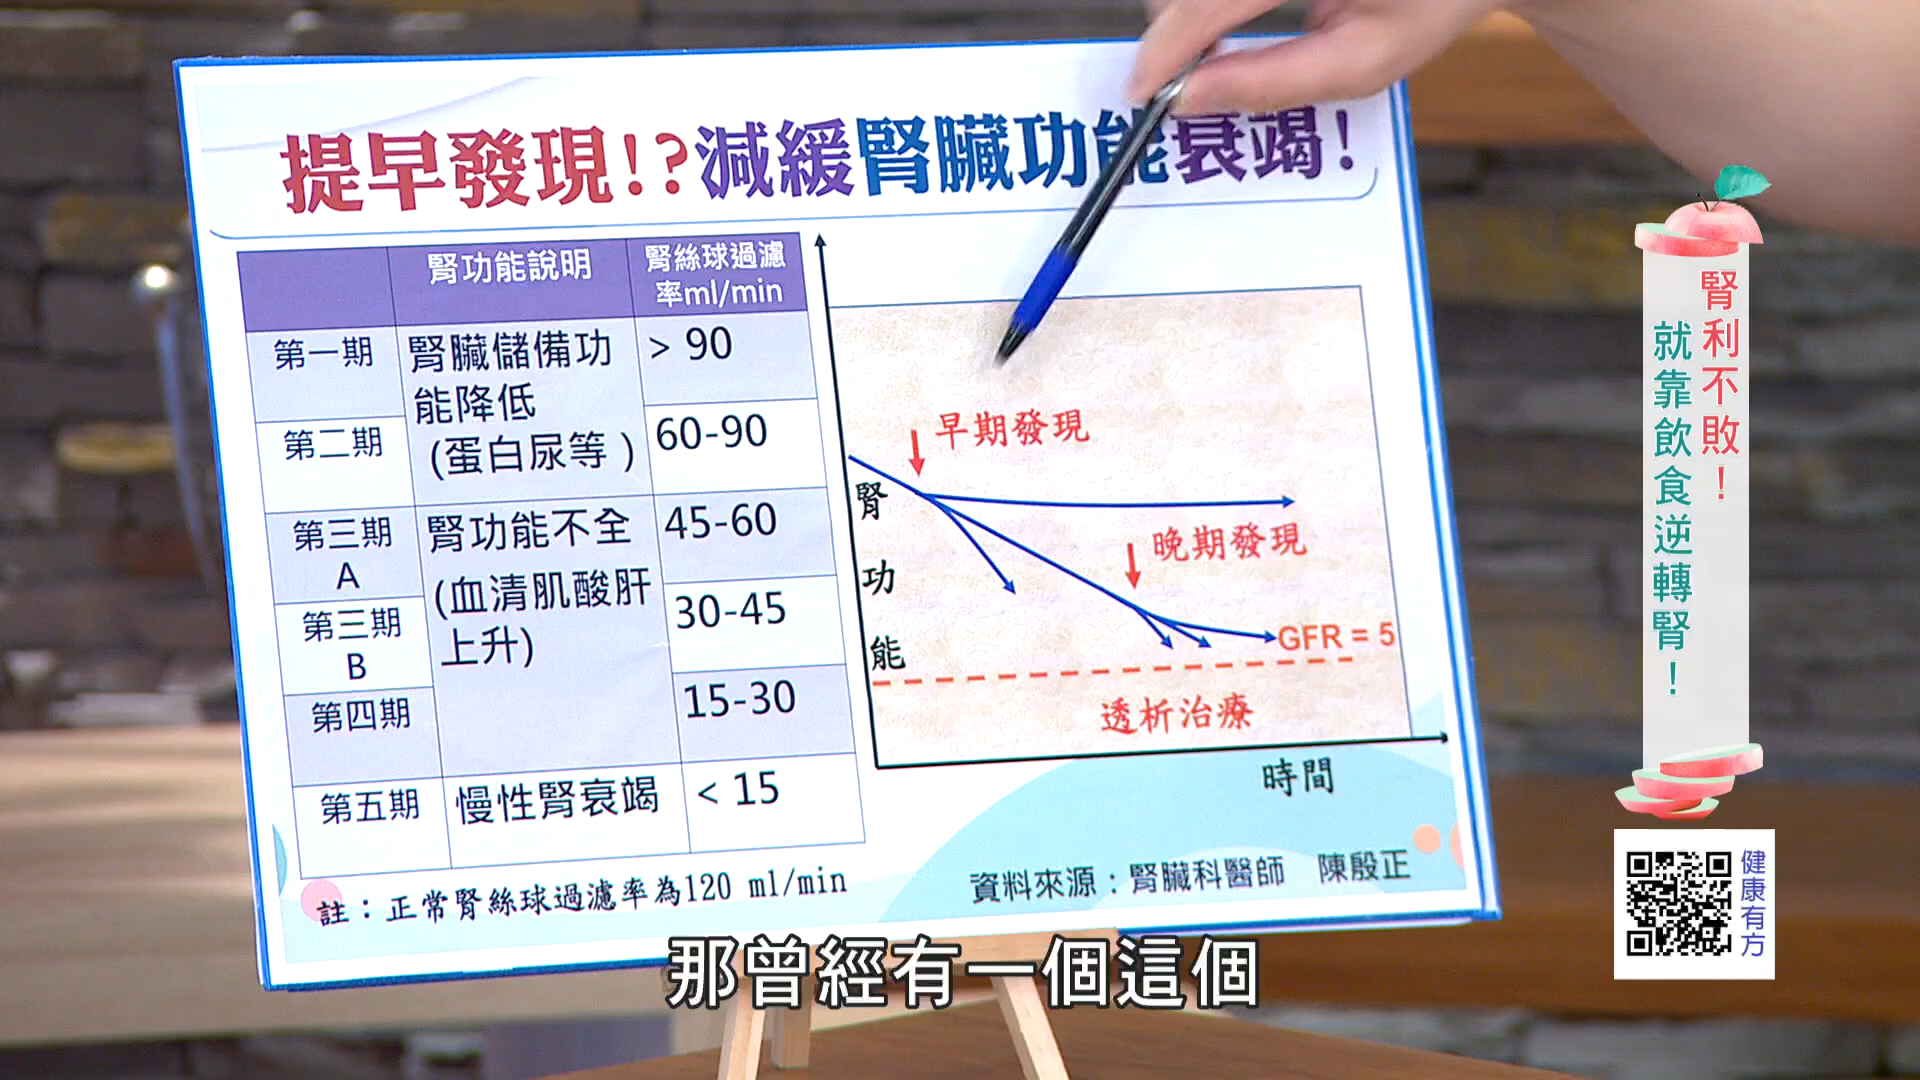 提早發現!?減緩腎臟功能衰竭!
腎功能說明
腎絲球過濾
率ml/min
第一期
腎臟儲備功
能降低
(蛋白尿等)
> 90
第二期
60-90
第三期
A
腎功能不全
(血清肌酸肝
上升)
45-60
第三期
B
30-45
第四期
15-30
第五期
慢性腎衰竭
< 15
註：正常腎絲球過濾率為120 ml/min
早期發現
晚期發現
腎
功
能
GFR = 5
透析治療
時間
資料來源：腎臟科醫師 陳殷正
腎利不敗！
就靠飲食逆轉腎！
健康有方
那曾經有一個這個